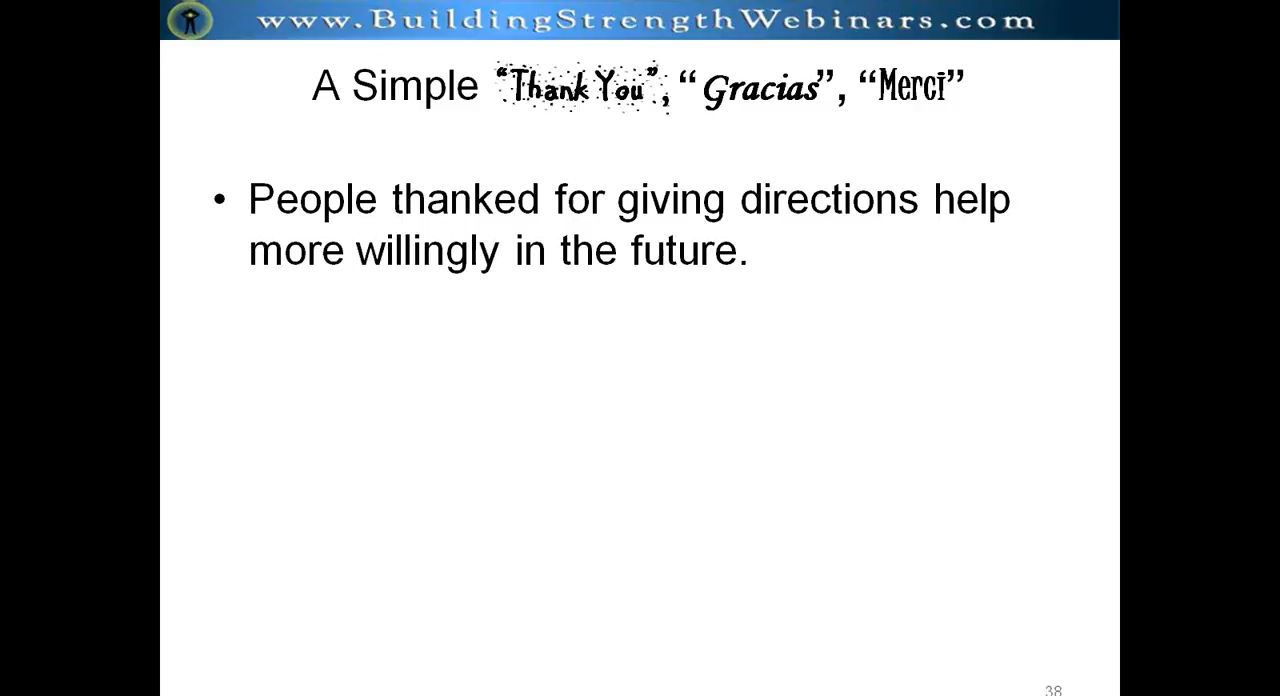 www.BuildingStrengthWebinars.com
A Simple “Thank You”, “Gracias”, “Merci”
• People thanked for giving directions help
more willingly in the future.
38